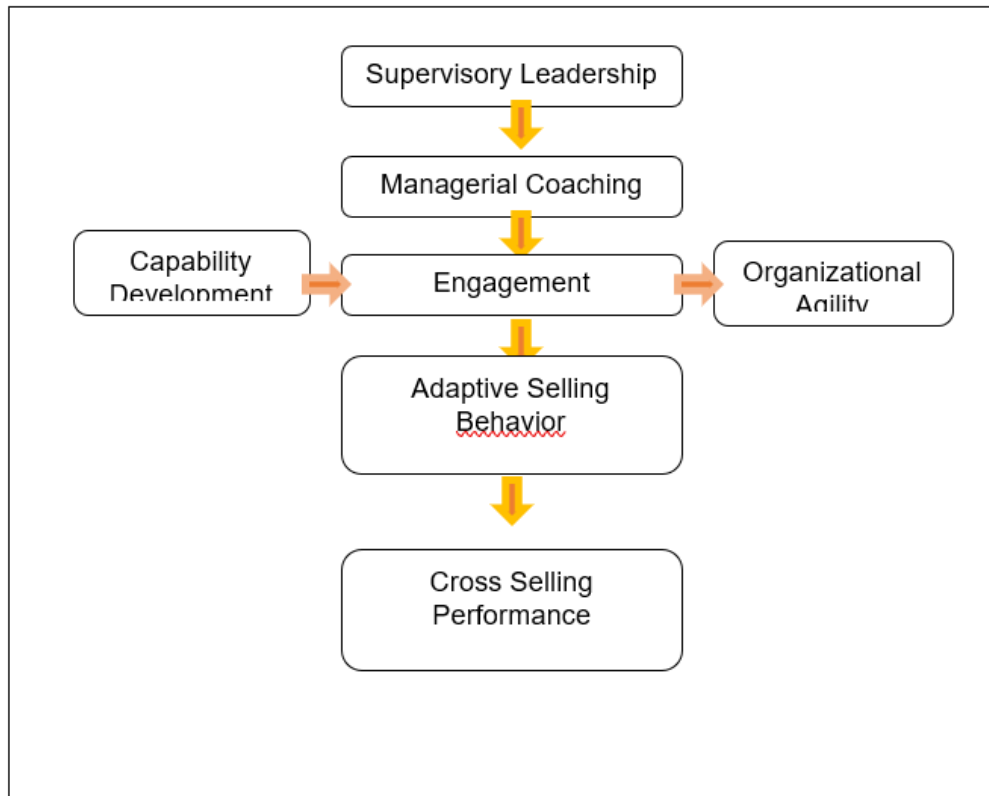 Supervisory Leadership
Managerial Coaching
Capability
Development
Engagement
Organizational
Agility
Adaptive Selling
Behavior
Cross Selling
Performance